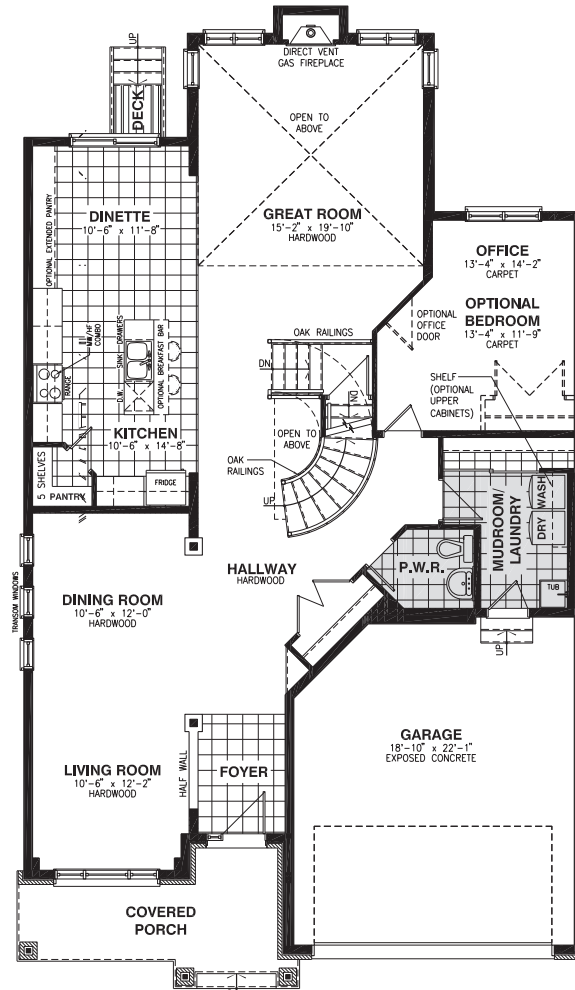 UP
DECK
DIRECT VENT
GAS FIREPLACE
OPEN TO
ABOVE
OPTIONAL EXTENDED PANTRY
DINETTE
10'-6" x 11'-8"
GREAT ROOM
15'-2" x 19'-10"
HARDWOOD
OFFICE
13'-4" x 14'-2"
CARPET
OPTIONAL
BEDROOM
13'-4" x 11'-9"
CARPET
OPTIONAL
OFFICE
DOOR
OAK RAILINGS
MW/HF
COMBO
RANGE
DRAWERS
SINK
D.W.
OPTIONAL BREAKFAST BAR
DN
DN
SHELF
(OPTIONAL
UPPER
CABINETS)
KITCHEN
10'-6" x 14'-8"
OPEN TO
ABOVE
OAK
RAILINGS
UP
5 SHELVES
PANTRY
FRIDGE
MUDROOM/
LAUNDRY
WASH
DRY
TUB
UP
HALLWAY
HARDWOOD
P.W.R.
TRANSOM WINDOWS
DINING ROOM
10'-6" x 12'-0"
HARDWOOD
GARAGE
18'-10" x 22'-1"
EXPOSED CONCRETE
LIVING ROOM
10'-6" x 12'-2"
HARDWOOD
HALF WALL
FOYER
COVERED
PORCH